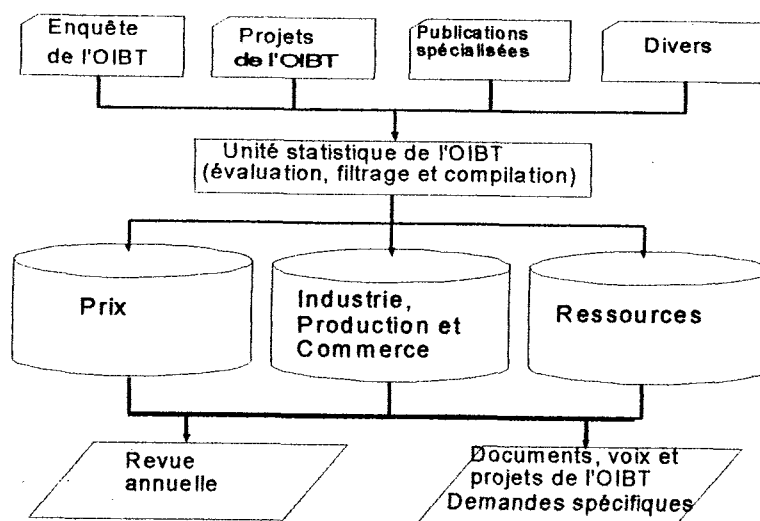 Enquête
de l'OIBT
Projets
de l'OIBT
Publications
spécialisées
Divers
Unité statistique de l'OIBT
(évaluation, filtrage et compilation)
Prix
Industrie,
Production et
Commerce
Ressources
Revue
annuelle
Documents, voix et
projets de l'OIBT
Demandes spécifiques